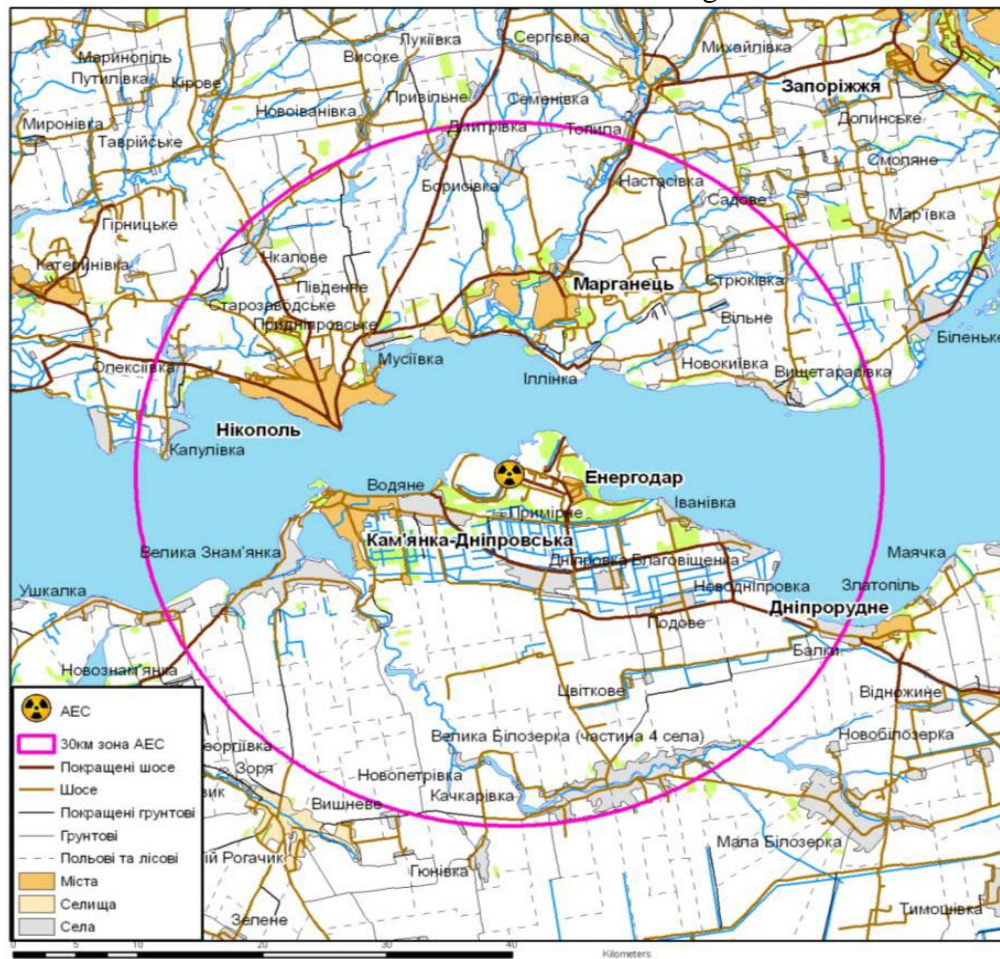 Лукіївка
Сергієвка
Маринопіль
Високе
Михайлівка
Путилівка
Кірове
Запоріжжя
Новоіванівка
Привільне
Семенівка
Миронівка
Дмитрівка
Топила
Долинське
Таврійське
Смоляне
Борисівка
Настасівка
Садове
Гірницьке
Мар'ївка
Чкалове
Катеринівка
Південне
Марганець
Стрюківка
Старозаводське
Придніпровське
Вільне
Біленьке
Мусіївка
Новокиївка
Олексіївка
Іллінка
Вищетарасівка
Нікополь
Капулівка
Енергодар
Водяне
Іванівка
Примірне
Кам'янка-Дніпровська
Велика Знам'янка
Маячка
Дніпровка
Благовіщенка
Ушкалка
Новодніпровка
Златопіль
Дніпрорудне
Подове
Балки
Новознам'янка
Цвіткове
Відножине
Велика Білозерка (частина 4 села)
Новобілозерка
еоргіївка
Зоря
Новопетрівка
вик
Вишневе
Качкарівка
Мала Білозерка
ій Рогачик
Гюнівка
Тимошівка
Зелене
АЕС
30км зона АЕС
Покращені шосе
Шосе
Покращені грунтові
Грунтові
Польові та лісові
Міста
Селища
Села
0 10 20 40
Kilometers